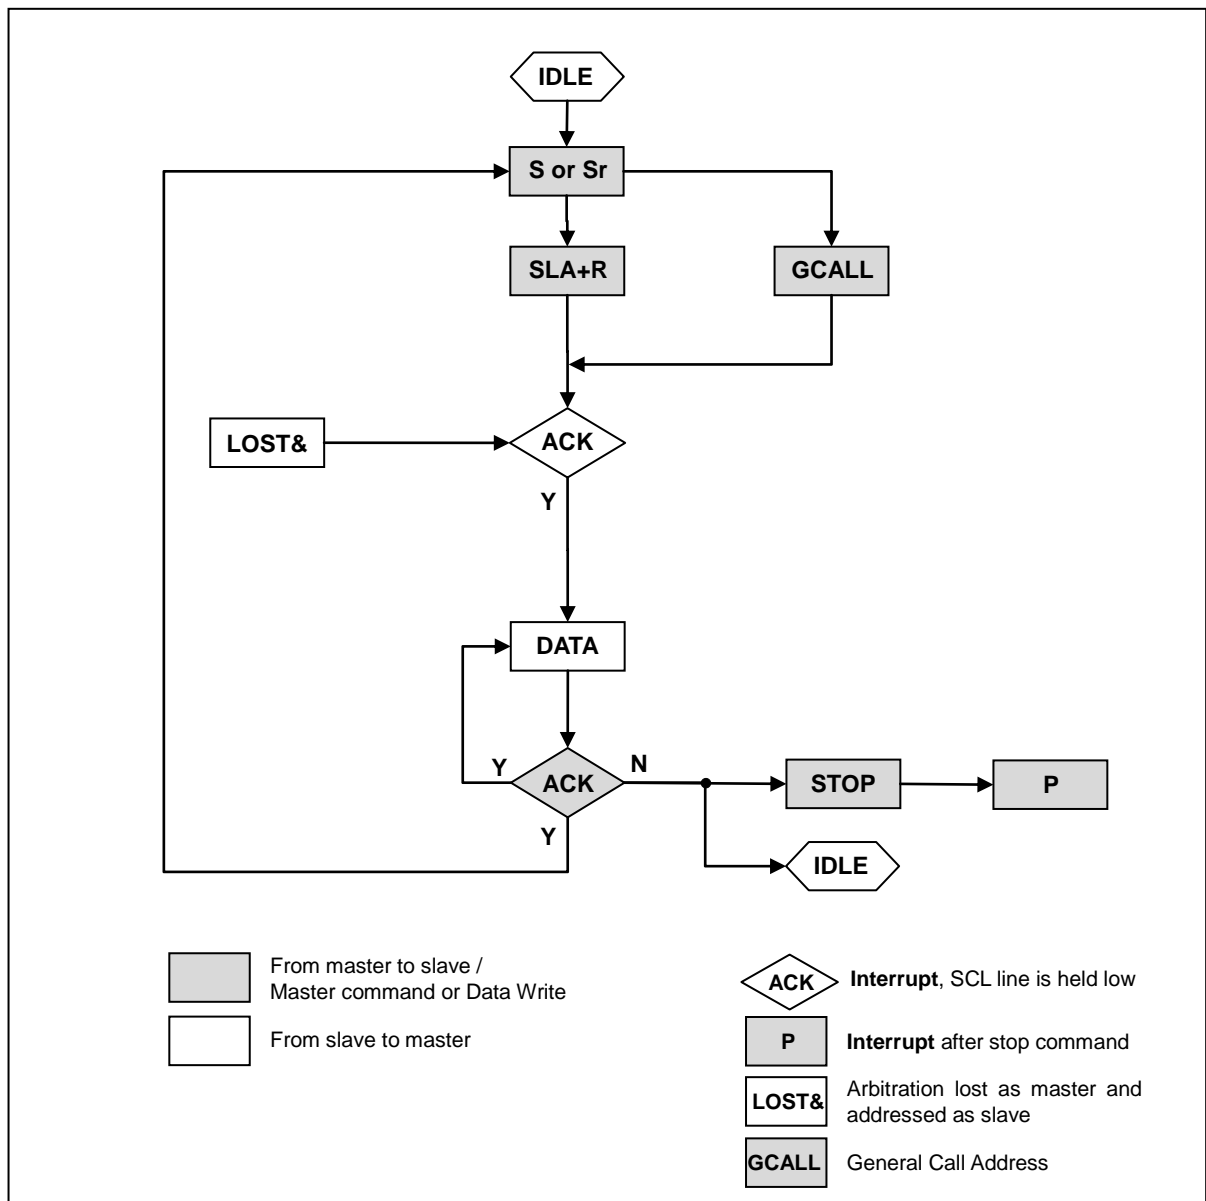 IDLE
S or Sr
SLA+R
GCALL
LOST&
ACK
Y
DATA
Y
ACK
N
STOP
P
Y
IDLE
From master to slave /
Master command or Data Write
From slave to master
ACK
Interrupt, SCL line is held low
P
Interrupt after stop command
LOST&
Arbitration lost as master and
addressed as slave
GCALL
General Call Address